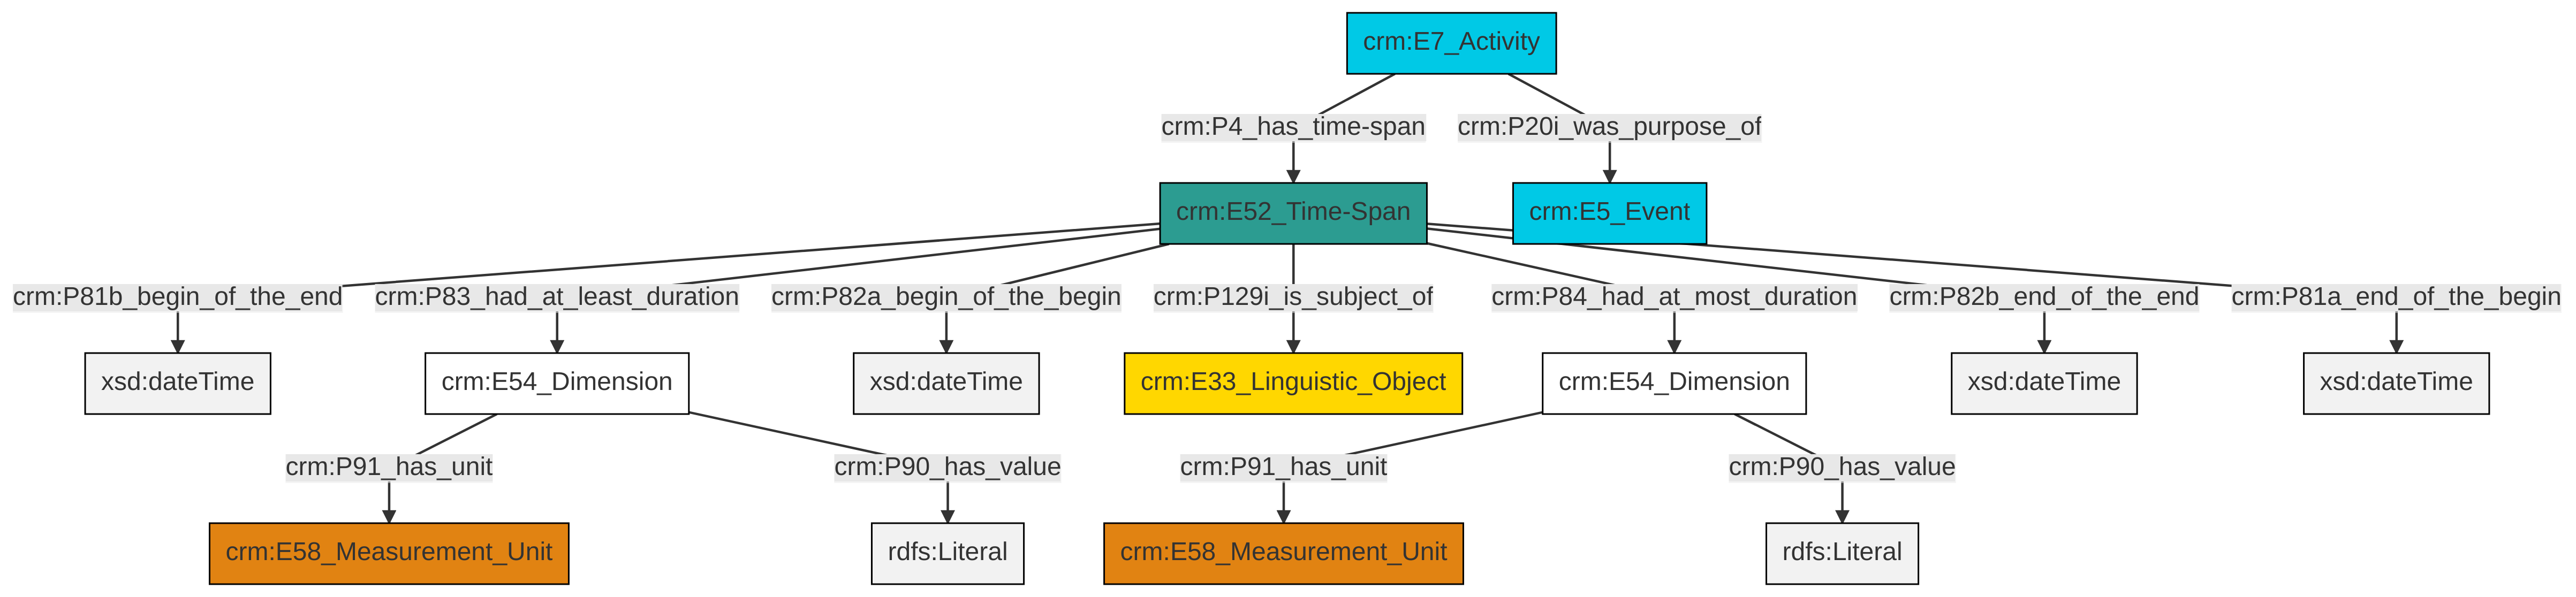 crm:E7_Activity
crm:P4_has_time-span
crm:P20i_was_purpose_of
crm:E52_Time-Span
crm:E5_Event
crm:P81b_begin_of_the_end
crm:P83_had_at_least_duration
crm:P82a_begin_of_the_begin
crm:P129i_is_subject_of
crm:P84_had_at_most_duration
crm:P82b_end_of_the_end
crm:P81a_end_of_the_begin
xsd:dateTime
crm:E54_Dimension
xsd:dateTime
crm:E33_Linguistic_Object
crm:E54_Dimension
xsd:dateTime
xsd:dateTime
crm:P91_has_unit
crm:P90_has_value
crm:P91_has_unit
crm:P90_has_value
crm:E58_Measurement_Unit
rdfs:Literal
crm:E58_Measurement_Unit
rdfs:Literal